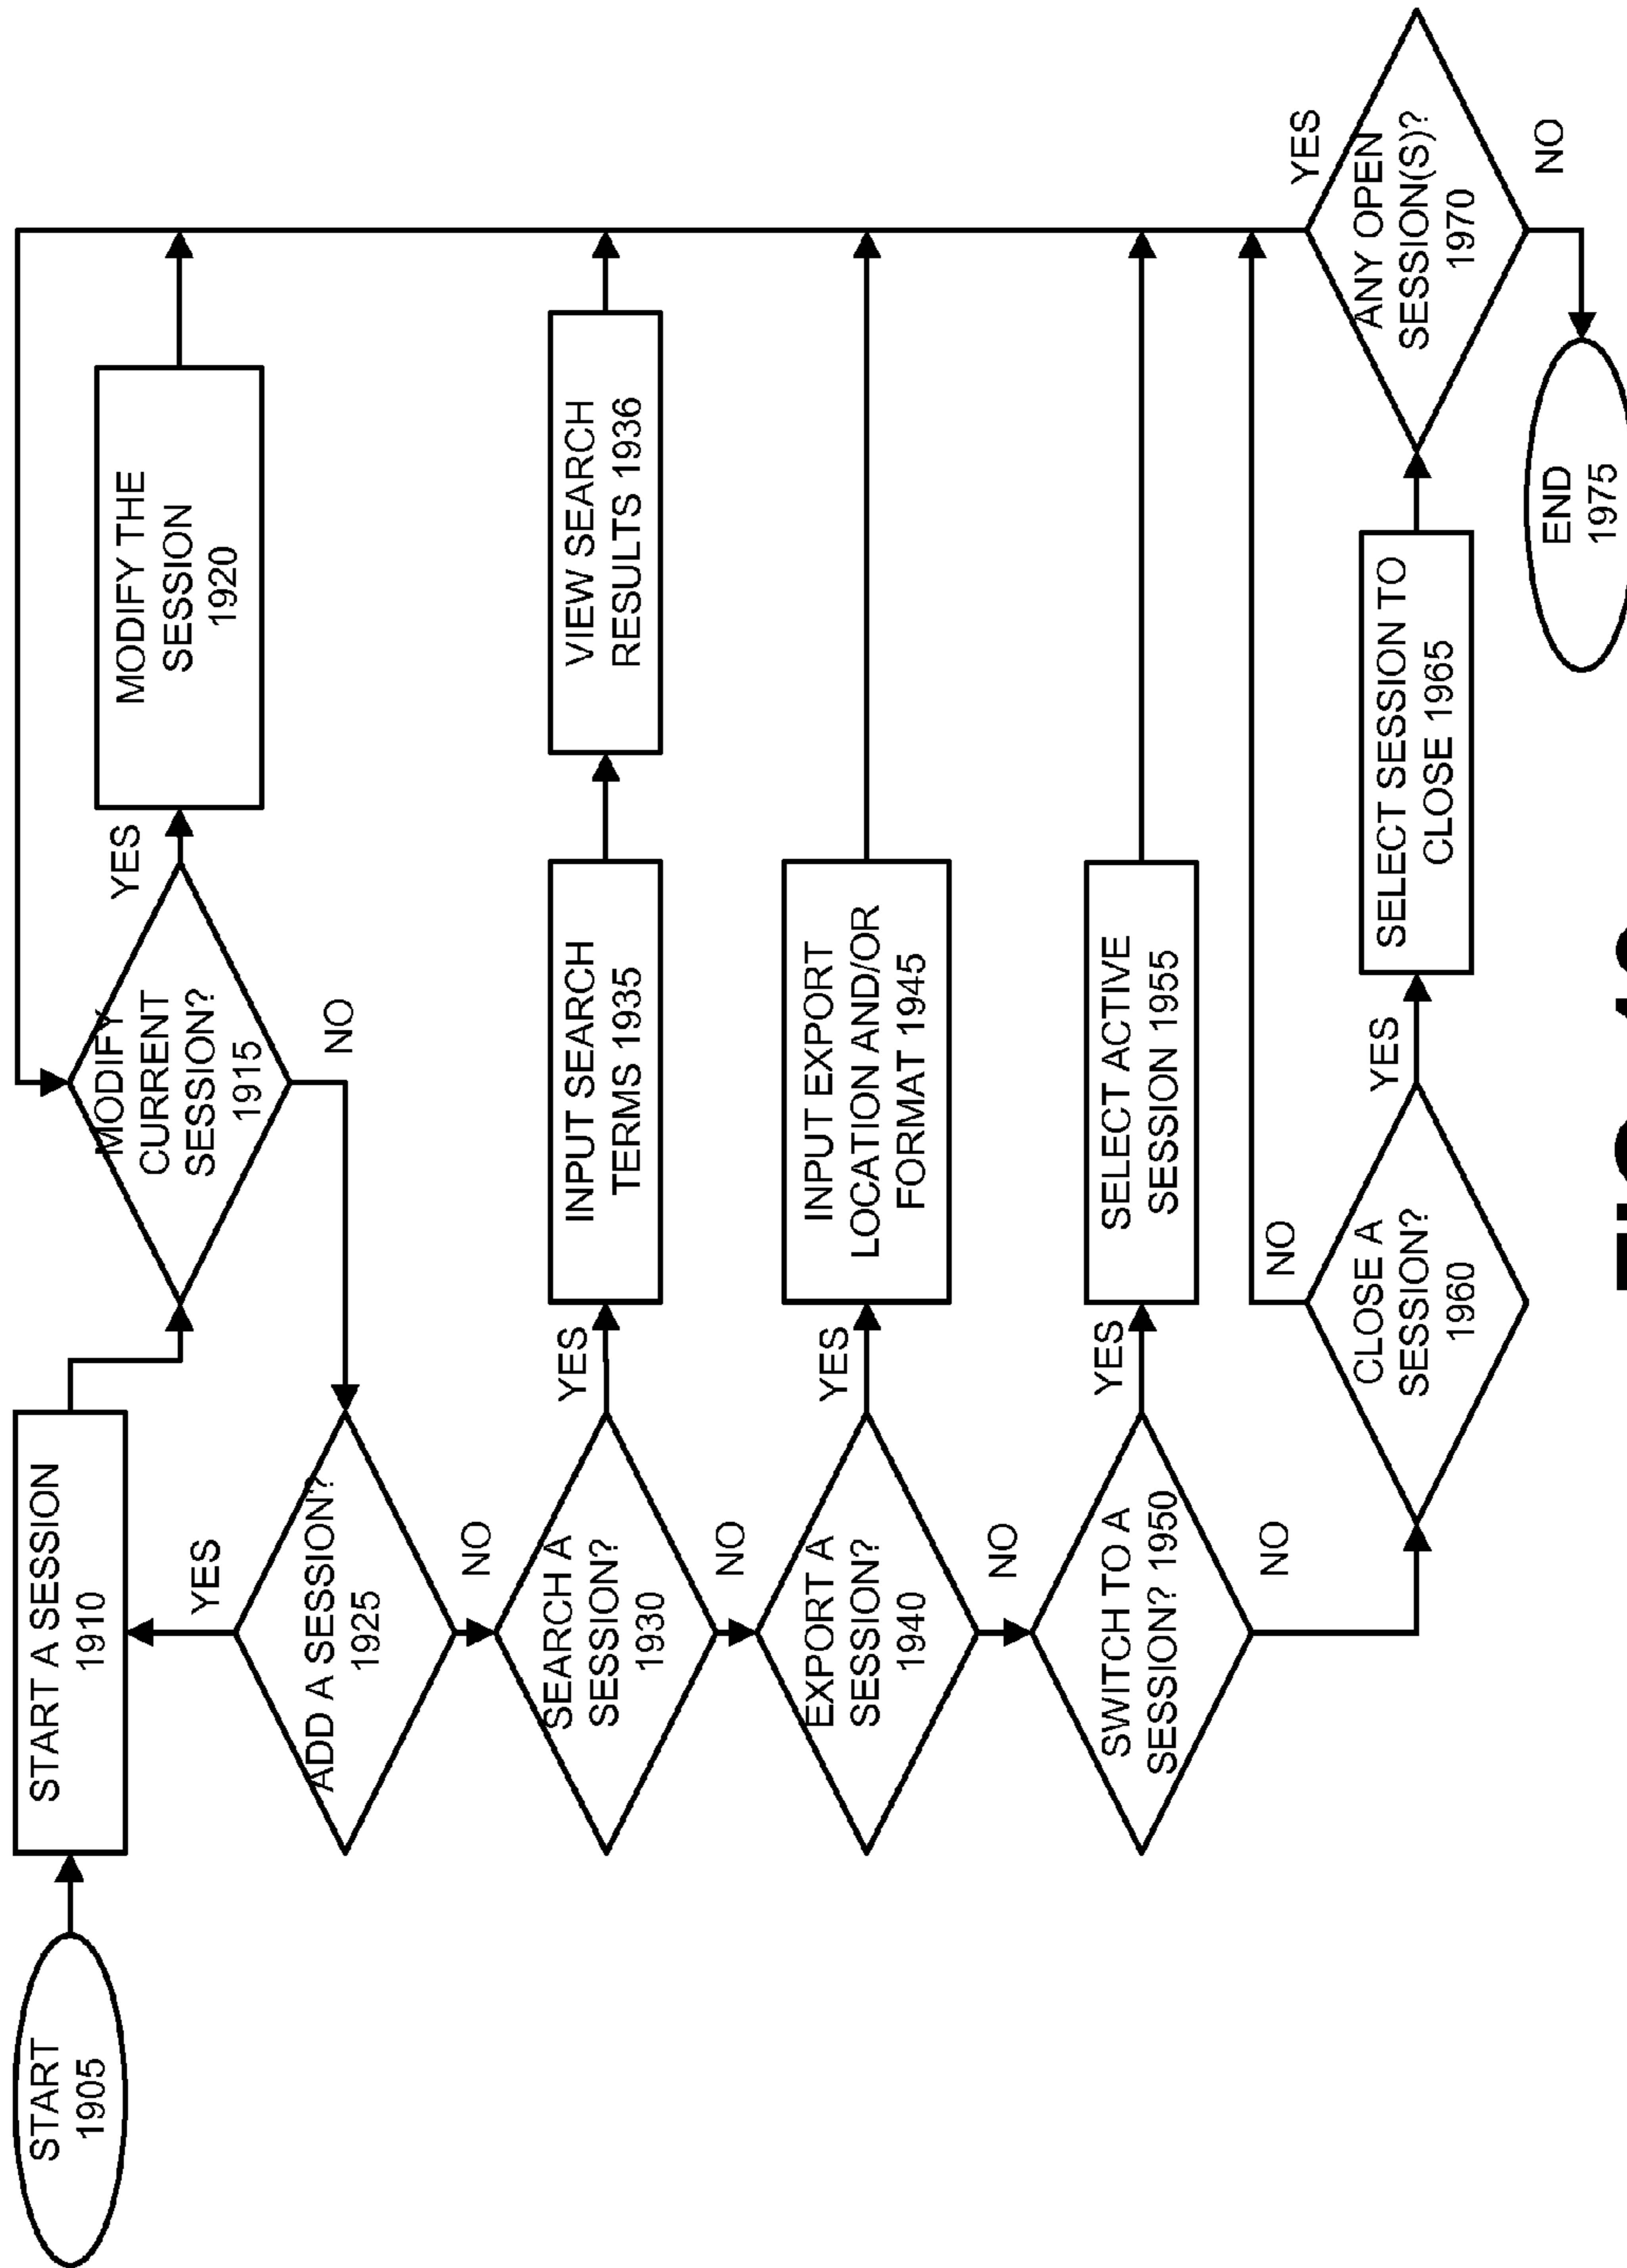 START
1905
START A SESSION
1910
MODIFY
CURRENT
SESSION?
1915
YES
MODIFY THE
SESSION
1920
NO
YES
ADD A SESSION?
1925
NO
SEARCH A
SESSION?
1930
YES
INPUT SEARCH
TERMS 1935
VIEW SEARCH
RESULTS 1936
NO
EXPORT A
SESSION?
1940
YES
INPUT EXPORT
LOCATION AND/OR
FORMAT 1945
NO
SWITCH TO A
SESSION? 1950
YES
SELECT ACTIVE
SESSION 1955
NO
NO
CLOSE A
SESSION?
1960
YES
SELECT SESSION TO
CLOSE 1965
YES
ANY OPEN
SESSION(S)?
1970
NO
END
1975